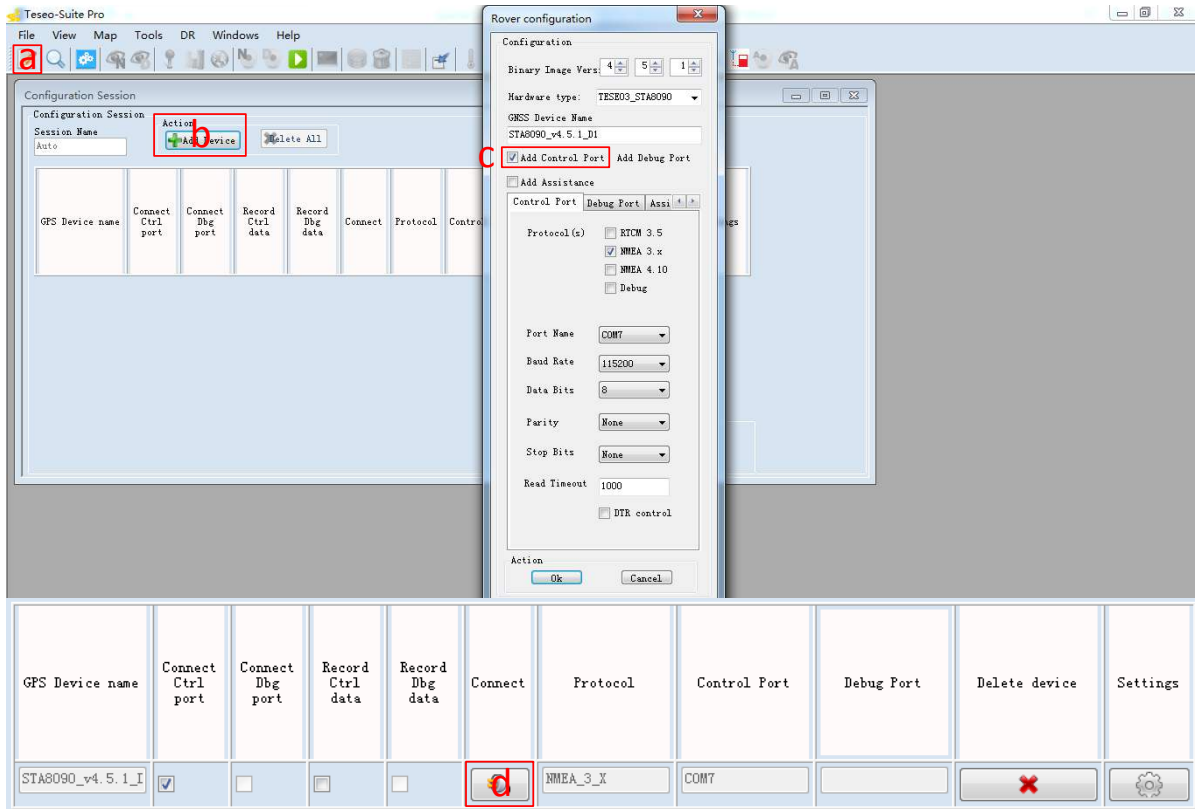 Teseo-Suite Pro
File View Map Tools DR Windows Help
a
Configuration Session
Configuration Session
Session Name
Auto
Action
Add Device
b
Delete All
GPS Device name
Connect Ctrl port
Connect Dbg port
Record Ctrl data
Record Dbg data
Connect
Protocol
Contro
gs
Rover configuration
Configuration
Binary Image Vers: 4 5 1
Hardware type: TESEO3_STA8090
GNSS Device Name
STA8090_v4.5.1_D1
C
Add Control Port Add Debug Port
Add Assistance
Control Port Debug Port Assi
Protocol(s) RTCM 3.5
NMEA 3.x
NMEA 4.10
Debug
Port Name COM7
Baud Rate 115200
Data Bits 8
Parity None
Stop Bits None
Read Timeout 1000
DTR control
Action
Ok Cancel
GPS Device name
Connect
Ctrl
port
Connect
Dbg
port
Record
Ctrl
data
Record
Dbg
data
Connect
Protocol
Control Port
Debug Port
Delete device
Settings
STA8090_v4.5.1_I
d
NMEA_3_X
COM7